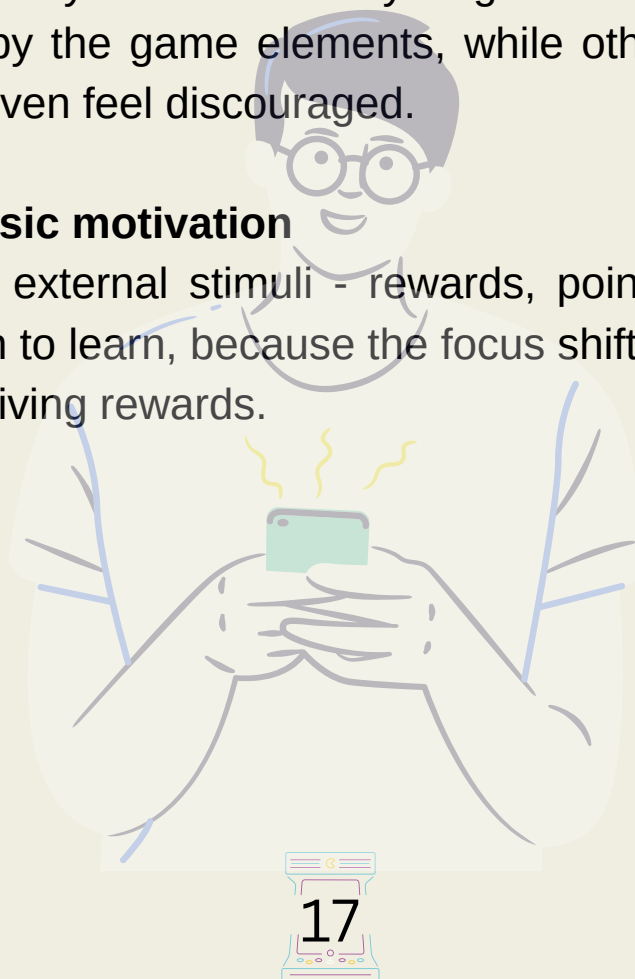 by the game elements, while oth
ven feel discouraged.
sic motivation
external stimuli - rewards, poin
n to learn, because the focus shift
iving rewards.
17